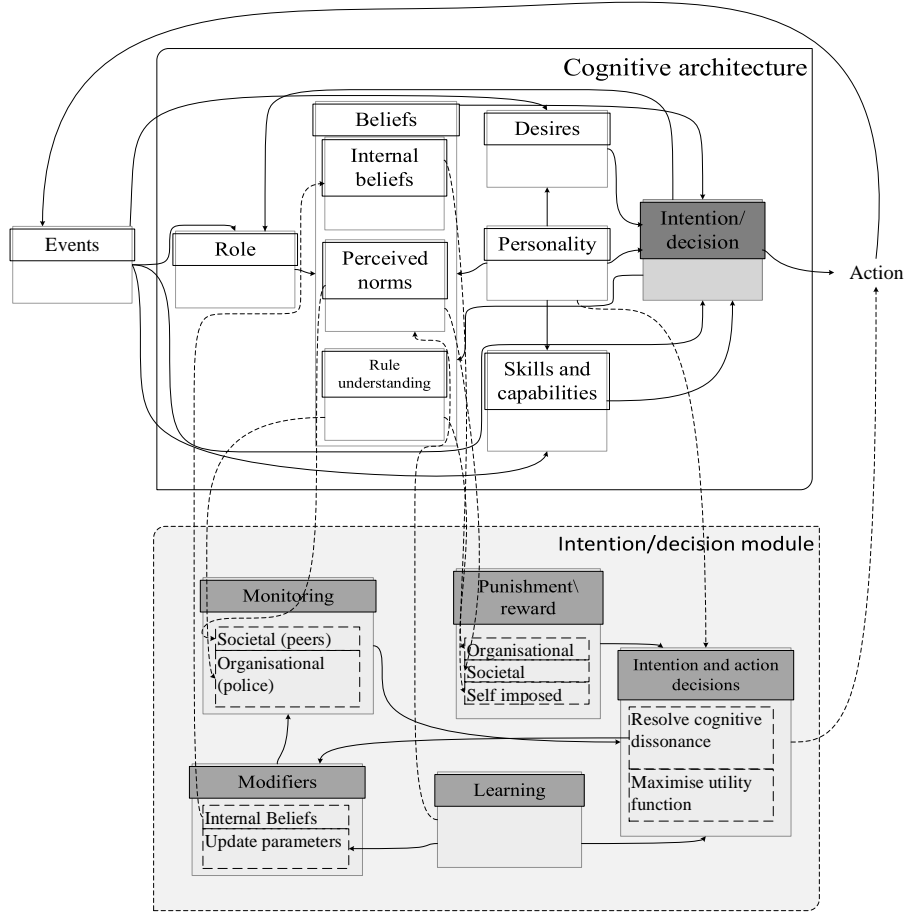 Cognitive architecture
Beliefs
Internal
beliefs
Desires
Intention/
decision
Events
Role
Perceived
norms
Personality
Action
Rule
understanding
Skills and
capabilities
Intention/decision module
Monitoring
Societal (peers)
Organisational
(police)
Punishment\
reward
Organisational
Societal
Self imposed
Intention and action
decisions
Resolve cognitive
dissonance
Maximise utility
function
Modifiers
Internal Beliefs
Update parameters
Learning